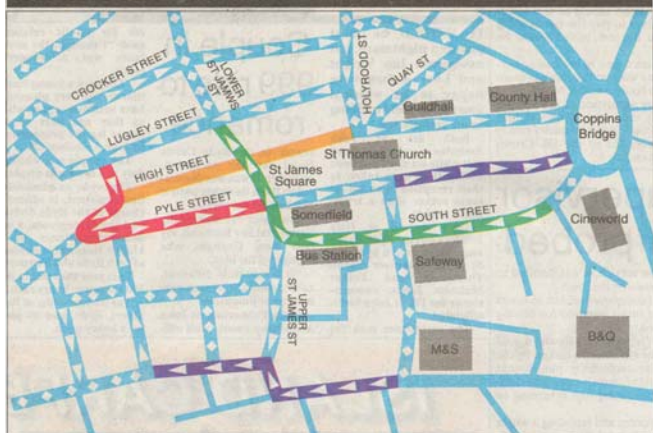 CROCKER STREET
LOWER
ST JAMWS
ST
HOLYROOD ST
QUAY ST
Guildhall
County Hall
Coppins
Bridge
LUGLEY STREET
HIGH STREET
St Thomas Church
St James
Square
PYLE STREET
Somerfield
SOUTH STREET
Cineworld
Bus Station
Safeway
UPPER
ST JAMES ST
M&S
B&Q